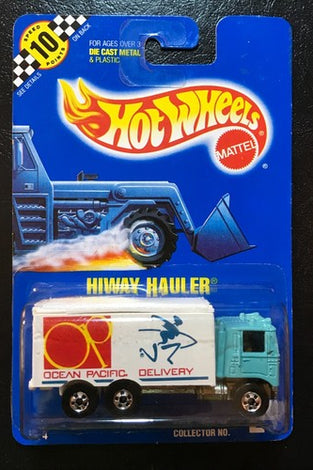 SPEED
10
POINTS
ON BACK
SEE DETAILS
FOR AGES OVER 3
DIE CAST METAL
& PLASTIC
HOT WHEELS
MATTEL
HIWAY HAULER®
OP
OCEAN PACIFIC DELIVERY
COLLECTOR NO.